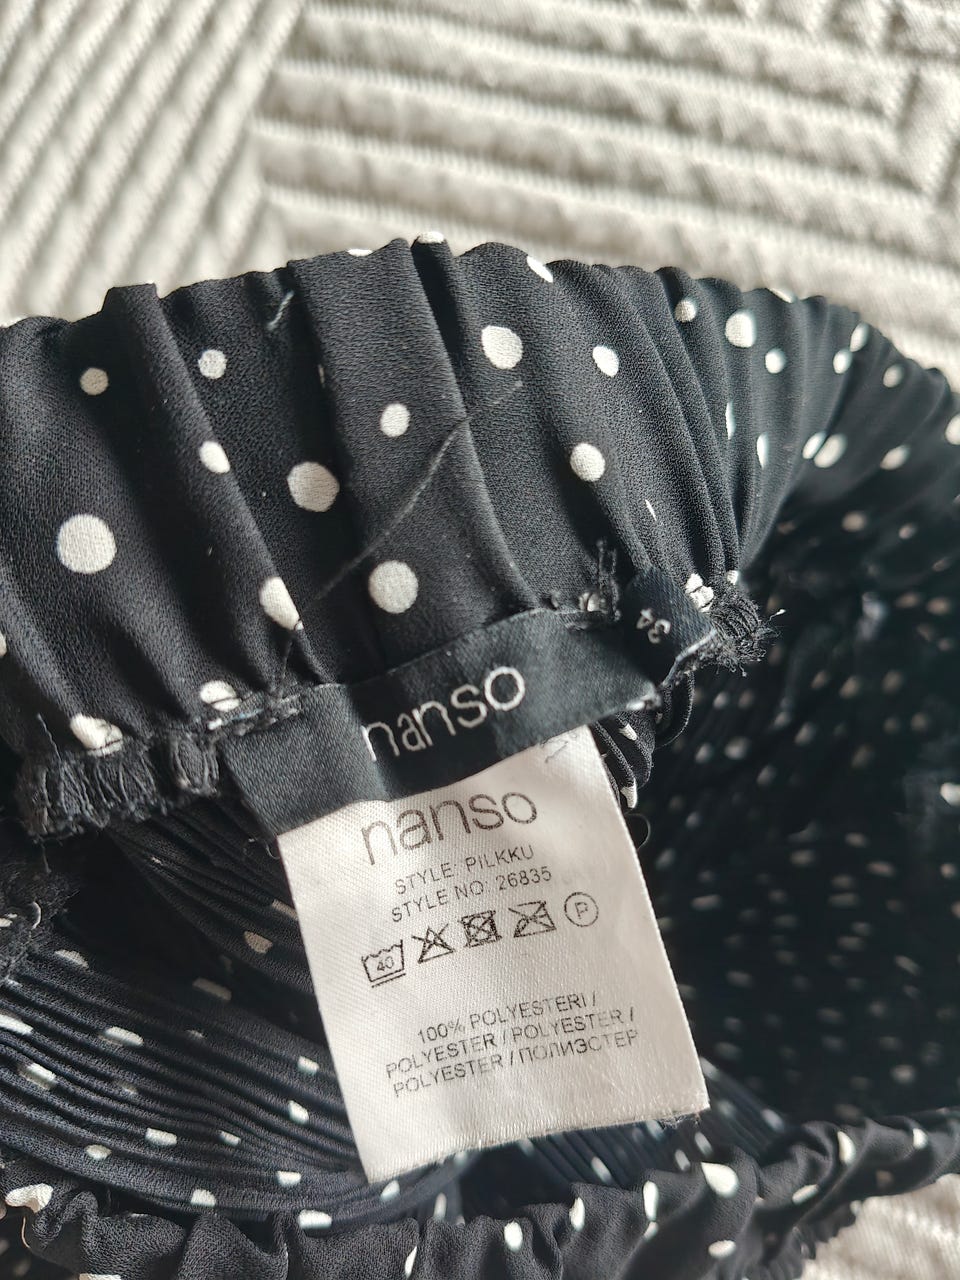 34
nanso
nanso
STYLE: PILKKU
STYLE NO: 26835
40 P
100% POLYESTERI /
POLYESTER / POLYESTER /
POLYESTER / ПОЛИЭСТЕР